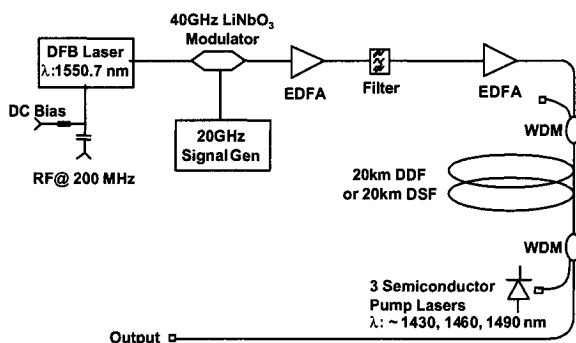 40GHz LiNbO3
Modulator
DFB Laser
λ:1550.7 nm
EDFA
Filter
EDFA
DC Bias
20GHz
Signal Gen
RF@ 200 MHz
WDM
20km DDF
or 20km DSF
WDM
3 Semiconductor
Pump Lasers
λ: ~ 1430, 1460, 1490 nm
Output